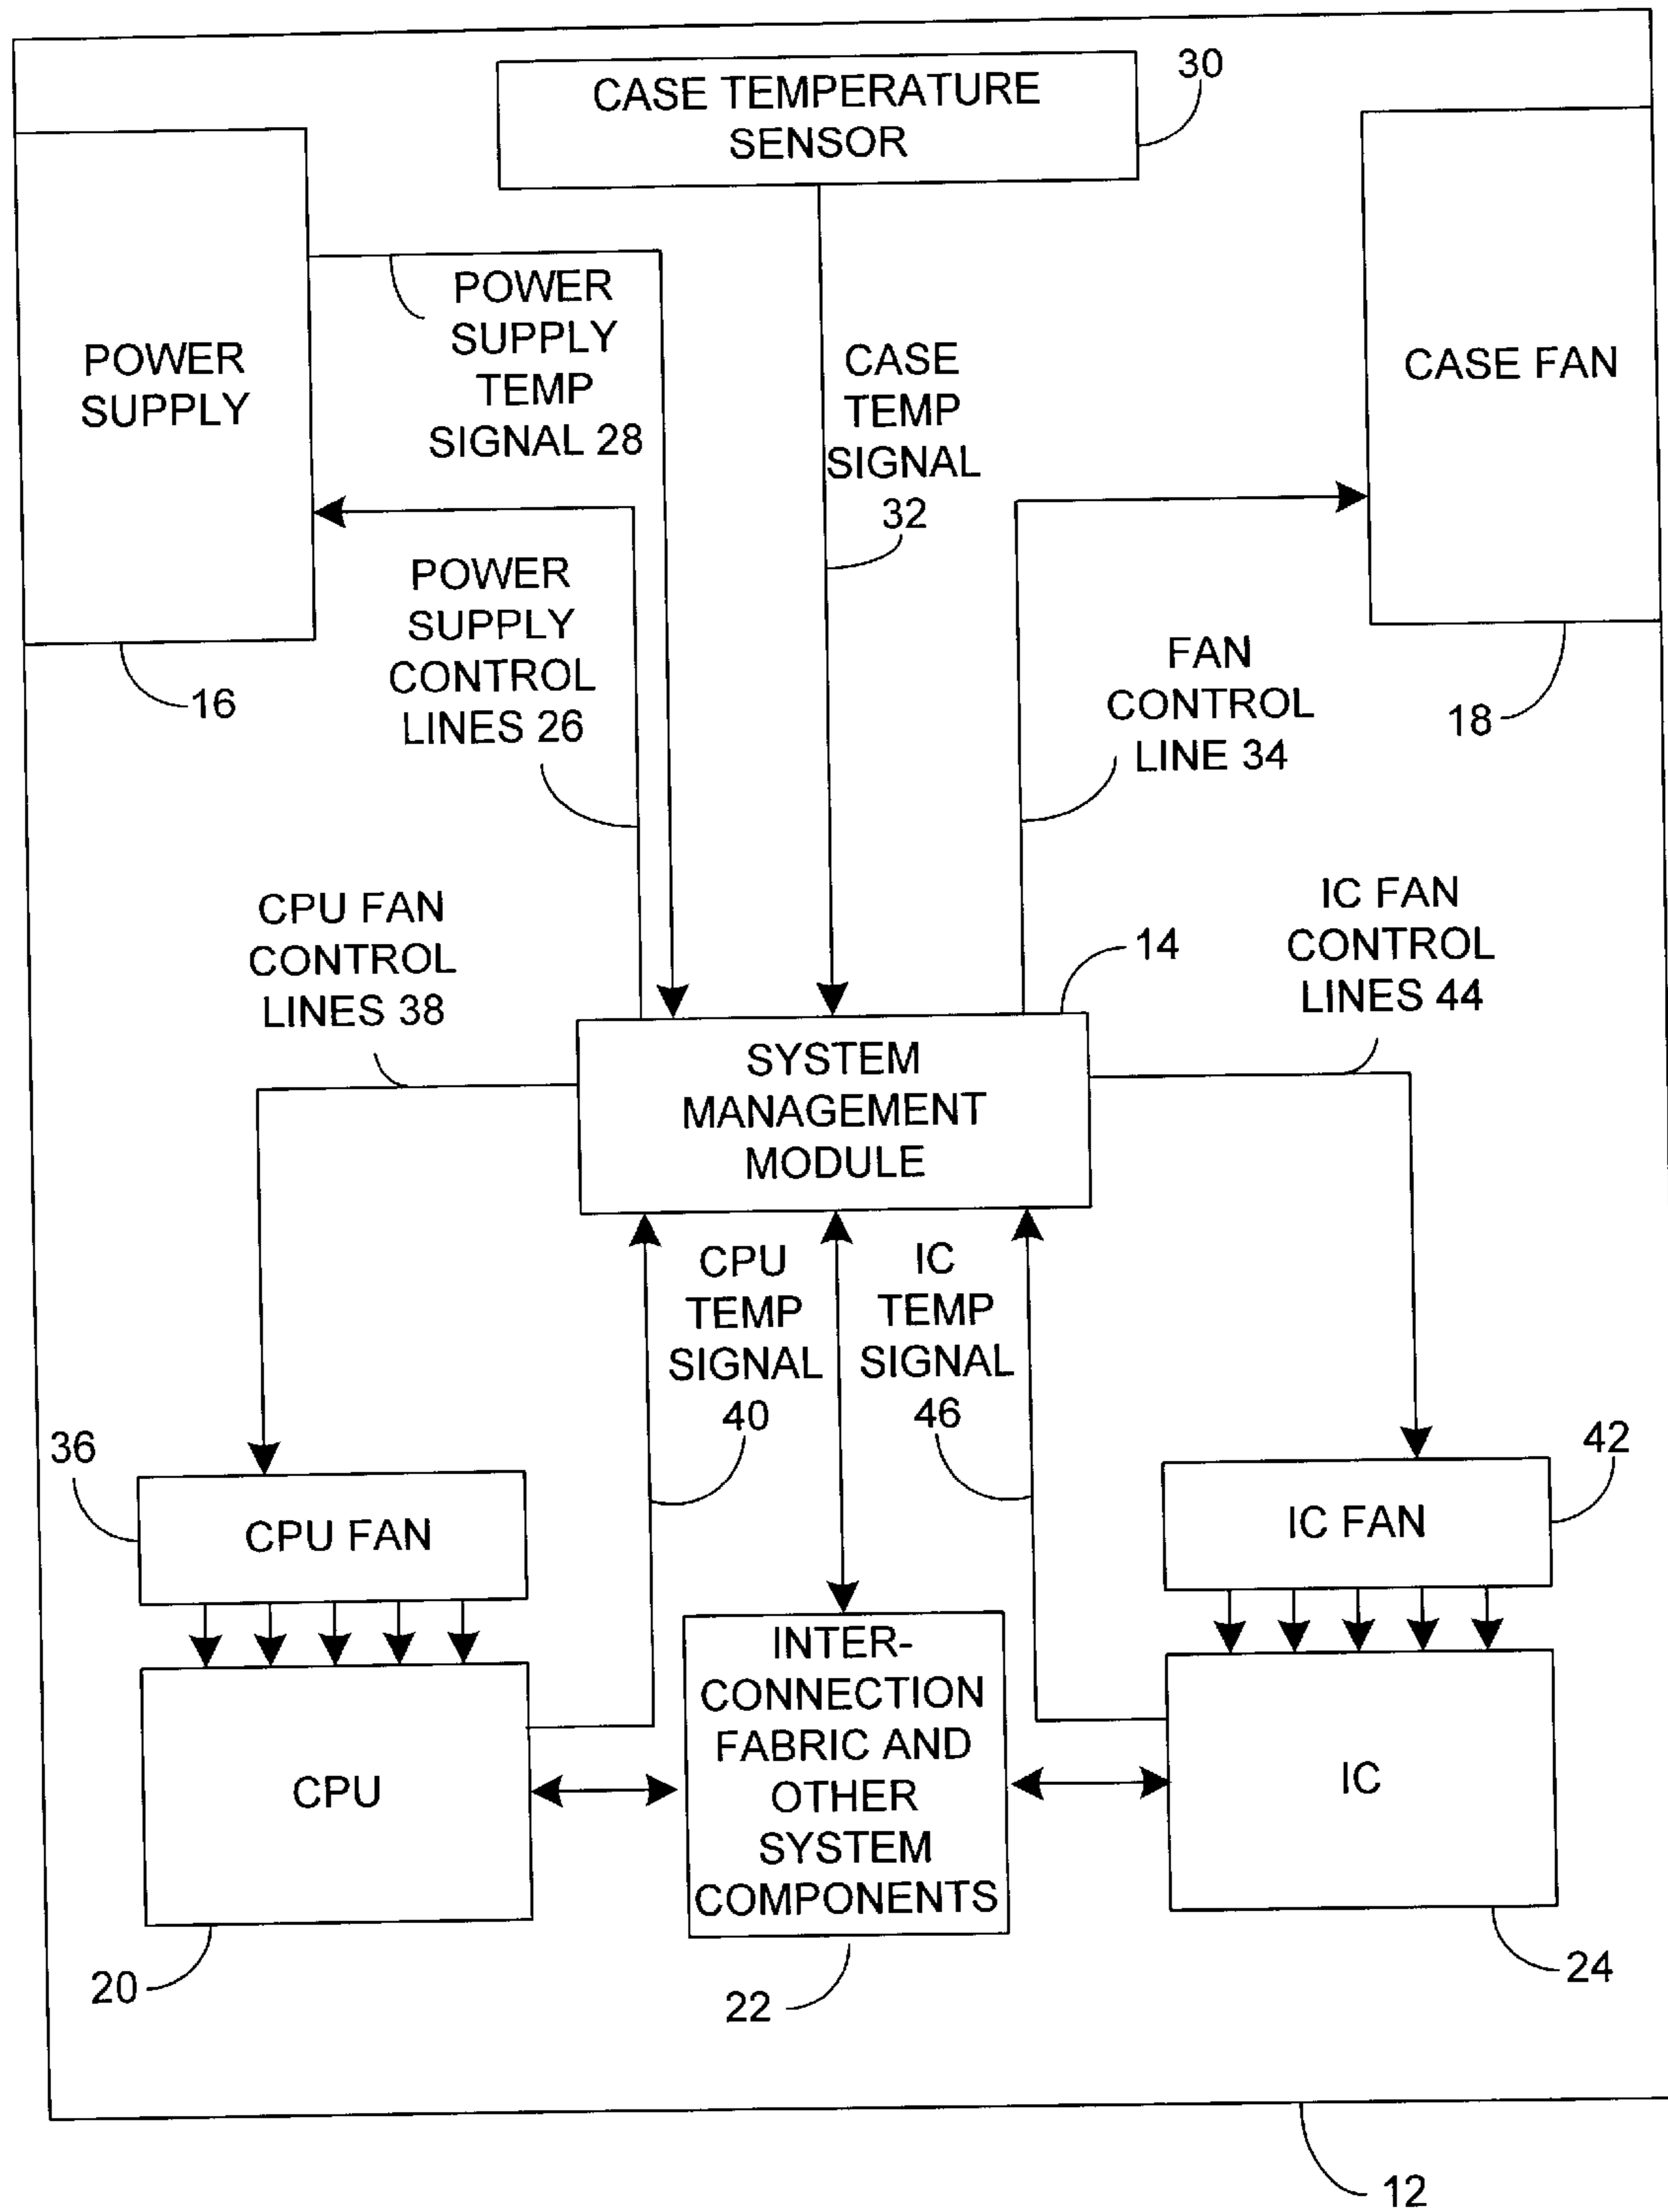 CASE TEMPERATURE
SENSOR
30
POWER
SUPPLY
16
POWER
SUPPLY
TEMP
SIGNAL 28
CASE
TEMP
SIGNAL
32
CASE FAN
18
POWER
SUPPLY
CONTROL
LINES 26
FAN
CONTROL
LINE 34
CPU FAN
CONTROL
LINES 38
14
IC FAN
CONTROL
LINES 44
SYSTEM
MANAGEMENT
MODULE
CPU
TEMP
SIGNAL
40
IC
TEMP
SIGNAL
46
36
CPU FAN
42
IC FAN
CPU
20
INTER-
CONNECTION
FABRIC AND
OTHER
SYSTEM
COMPONENTS
22
IC
24
12